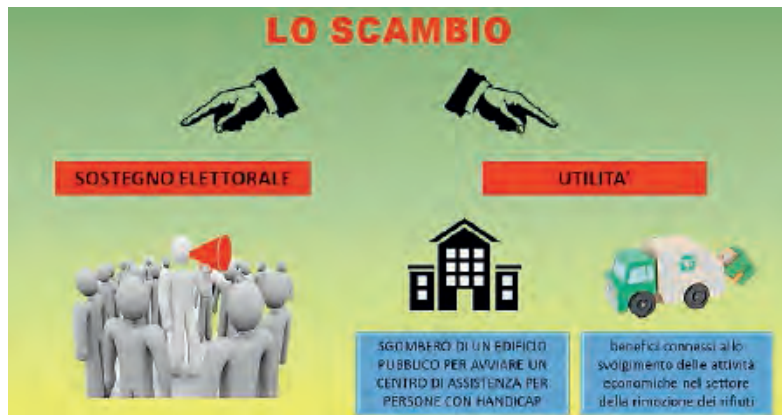 LO SCAMBIO
SOSTEGNO ELETTORALE
UTILITA'
SGOMBERO DI UN EDIFICIO
PUBBLICO PER AVVIARE UN
CENTRO DI ASSISTENZA PER
PERSONE CON HANDICAP
benefici connessi allo
svolgimento delle attività
economiche nel settore
della rimozione dei rifiuti